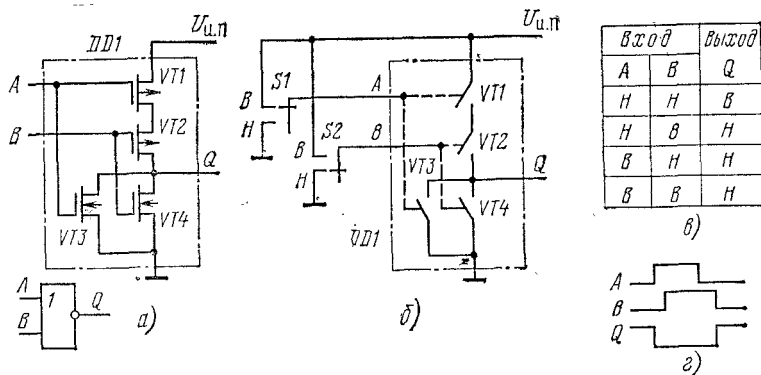 DD1
Uи.п
A
VT1
B
VT2
Q
VT3
VT4
A
1
Q
B
а)
Uи.п
S1
A
В
Н
VT1
S2
B
В
Н
VT2
VT3
Q
VT4
DD1
б)
Вход Выход
A B Q
Н Н В
Н В Н
В Н Н
В В Н
в)
A
B
Q
г)